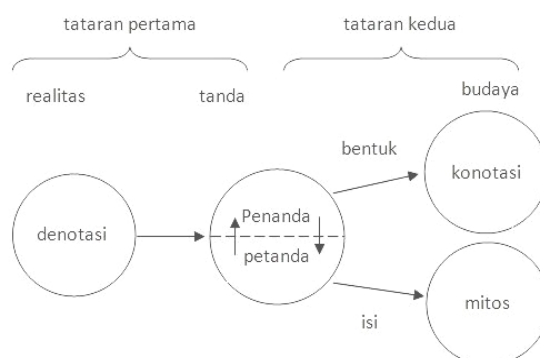 tataran pertama
tataran kedua
realitas
tanda
budaya
bentuk
konotasi
denotasi
Penanda
petanda
mitos
isi